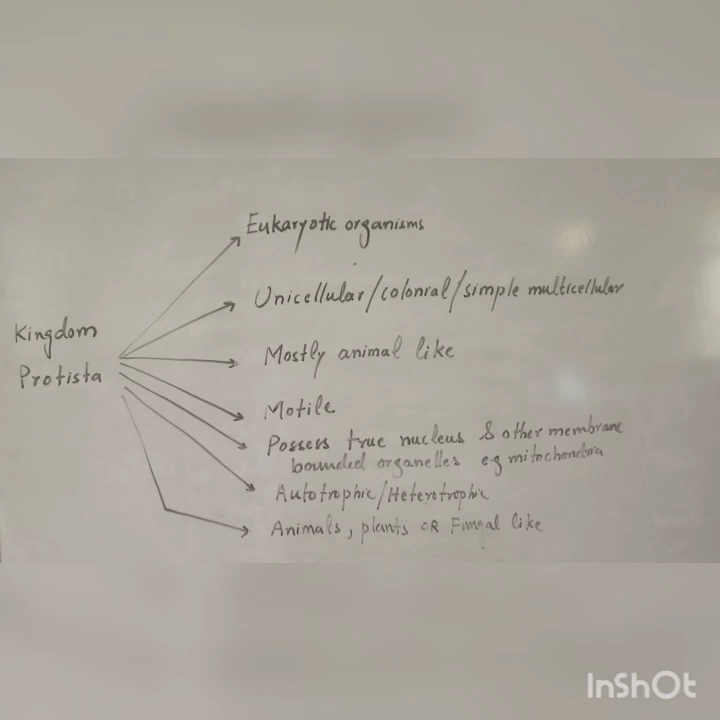 Eukaryotic organisms
Unicellular/colonial/simple multicellular
Kingdom
Protista
Mostly animal like
Motile
Possess true nucleus & other membrane
bounded organelles eg mitochondria
Autotrophic/Heterotrophic
Animals, plants OR Fungal like
InShOt